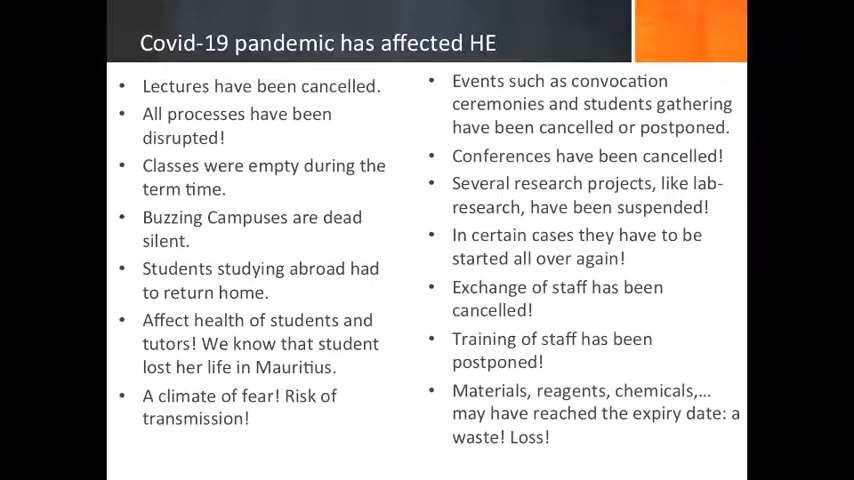 Covid-19 pandemic has affected HE
• Lectures have been cancelled.
• All processes have been
disrupted!
• Classes were empty during the
term time.
• Buzzing Campuses are dead
silent.
• Students studying abroad had
to return home.
• Affect health of students and
tutors! We know that student
lost her life in Mauritius.
• A climate of fear! Risk of
transmission!
• Events such as convocation
ceremonies and students gathering
have been cancelled or postponed.
• Conferences have been cancelled!
• Several research projects, like lab-
research, have been suspended!
• In certain cases they have to be
started all over again!
• Exchange of staff has been
cancelled!
• Training of staff has been
postponed!
• Materials, reagents, chemicals,...
may have reached the expiry date: a
waste! Loss!